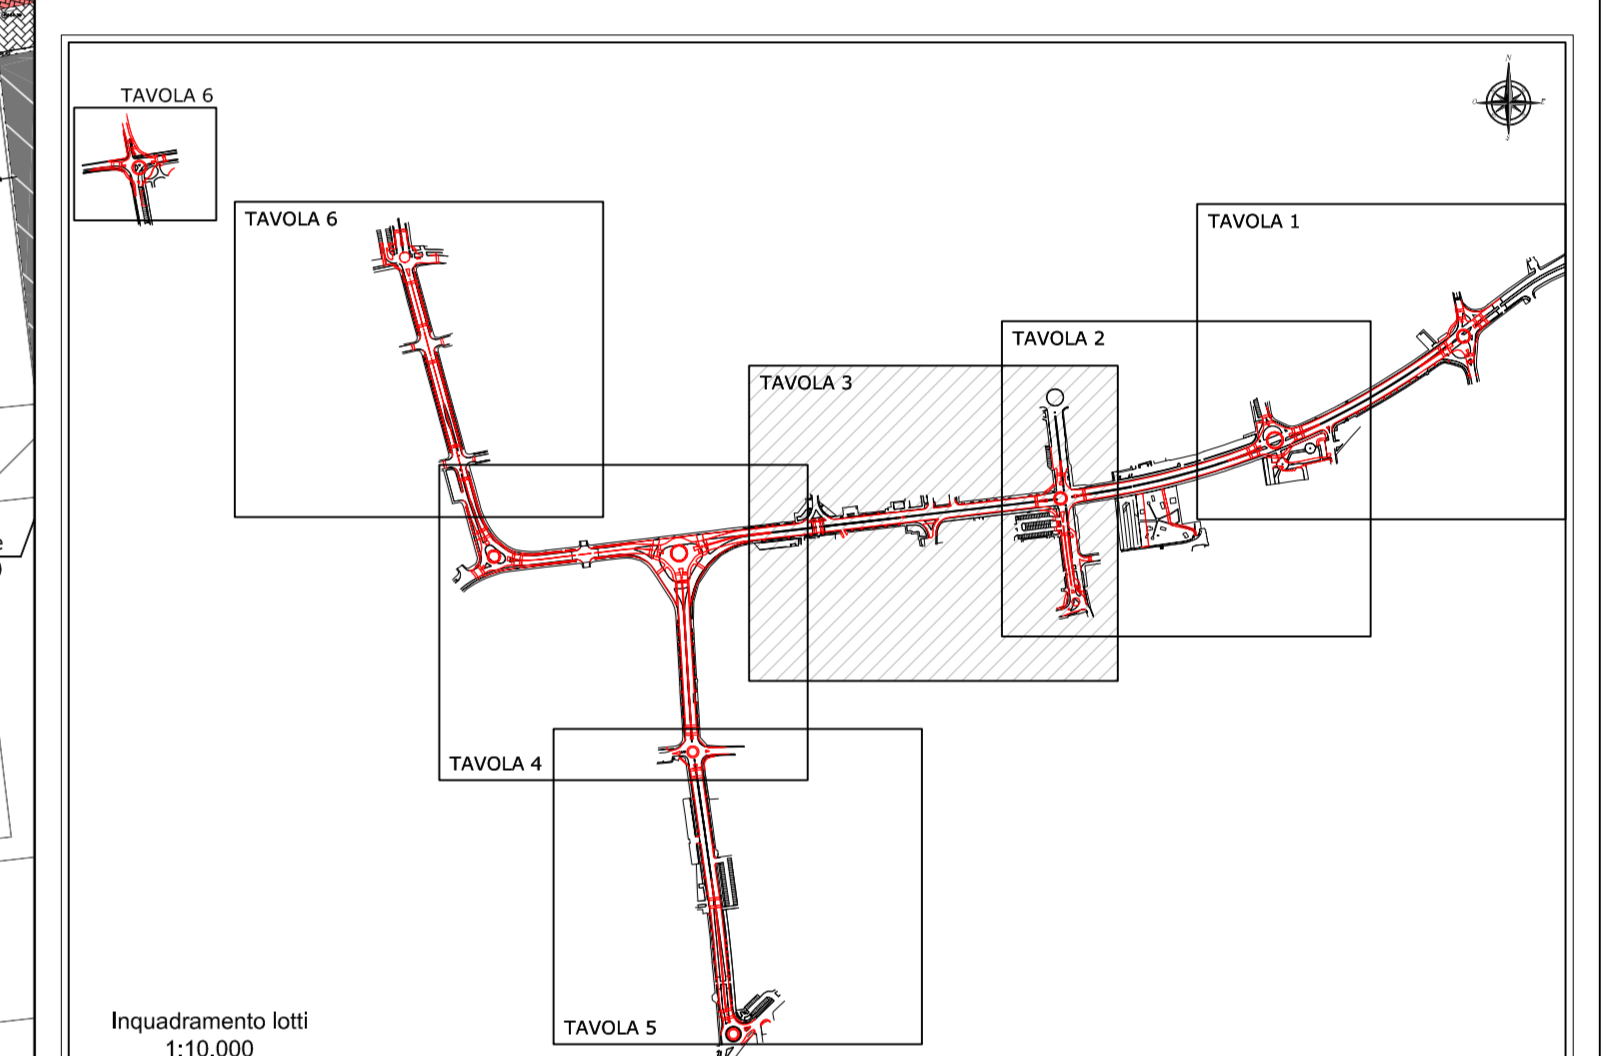 TAVOLA 6
TAVOLA 6
TAVOLA 1
TAVOLA 2
TAVOLA 3
TAVOLA 4
TAVOLA 5
Inquadramento lotti
1:10.000
N
O
E
S
e